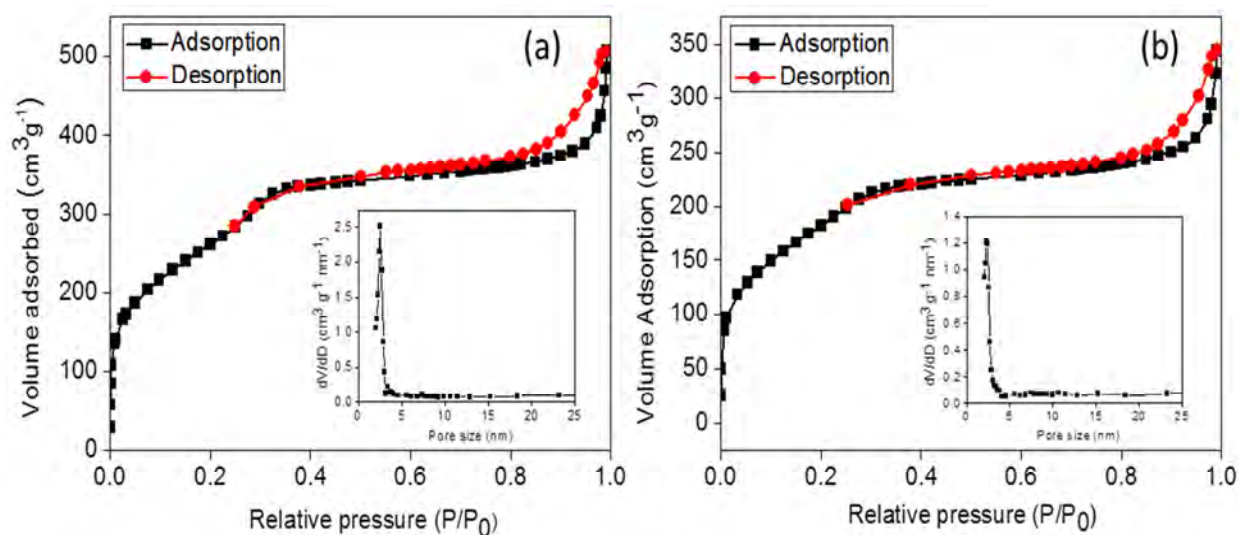 Adsorption
Desorption
(a)
Volume adsorbed (cm³g⁻¹)
500
400
300
200
100
0
0.0 0.2 0.4 0.6 0.8 1.0
Relative pressure (P/P₀)
dV/dD (cm³ g⁻¹ nm⁻¹)
2.5
2.0
1.5
1.0
0.5
0.0
0 5 10 15 20 25
Pore size (nm)
Adsorption
Desorption
(b)
Volume Adsorption (cm³g⁻¹)
350
300
250
200
150
100
50
0
0.0 0.2 0.4 0.6 0.8 1.0
Relative pressure (P/P₀)
dV/dD (cm³ g⁻¹ nm⁻¹)
1.4
1.2
1.0
0.8
0.6
0.4
0.2
0.0
0 5 10 15 20 25
Pore size (nm)